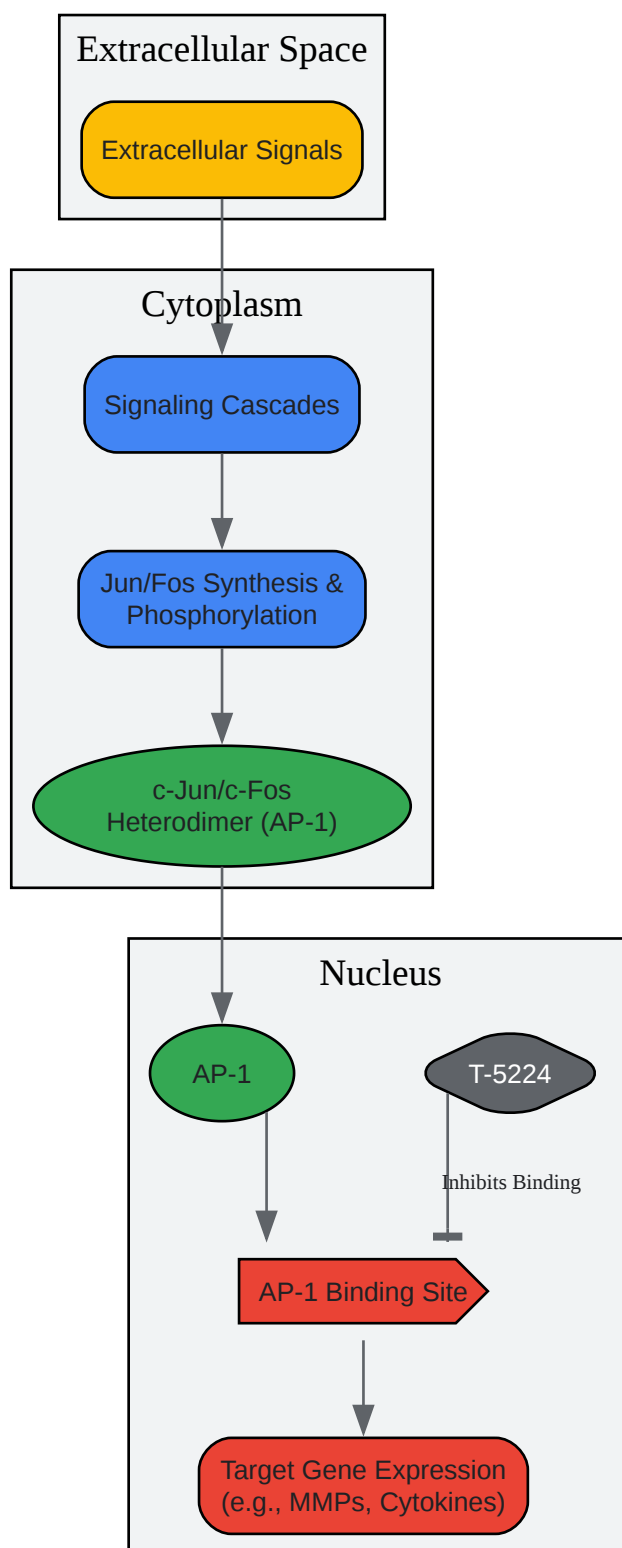 Extracellular Space
Extracellular Signals
Cytoplasm
Signaling Cascades
Jun/Fos Synthesis &
Phosphorylation
c-Jun/c-Fos
Heterodimer (AP-1)
Nucleus
AP-1
T-5224
Inhibits Binding
AP-1 Binding Site
Target Gene Expression
(e.g., MMPs, Cytokines)